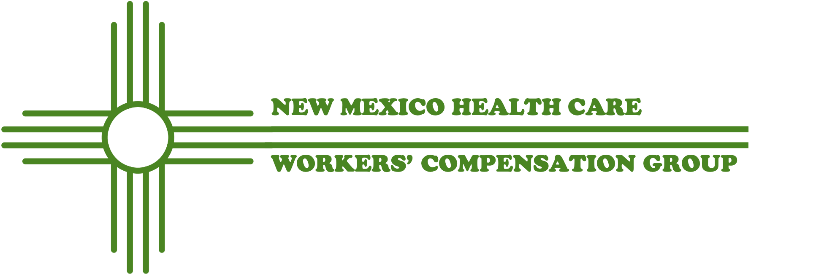 NEW MEXICO HEALTH CARE
WORKERS’ COMPENSATION GROUP